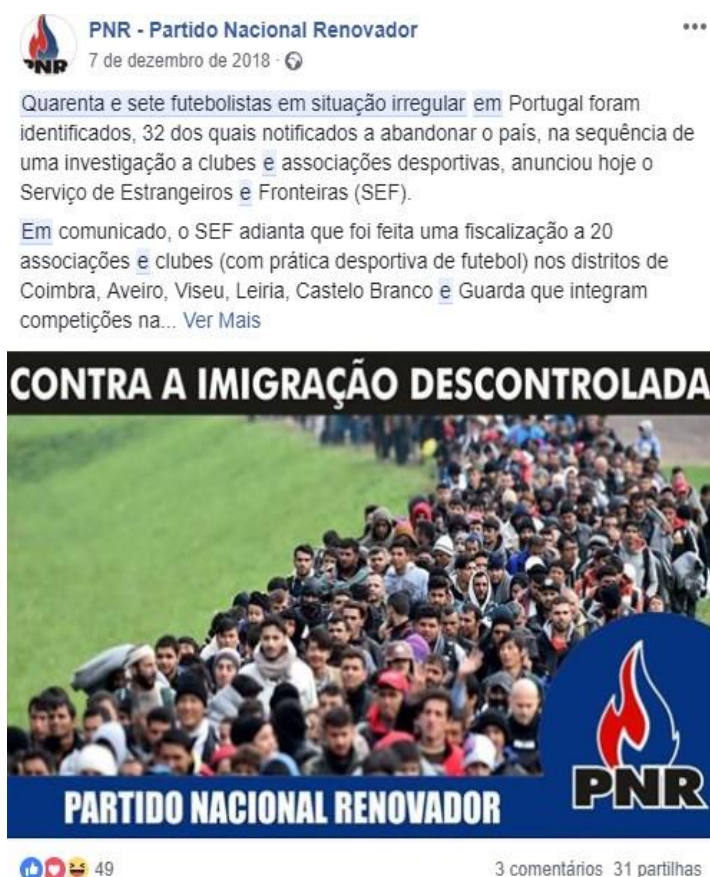 PNR - Partido Nacional Renovador
7 de dezembro de 2018 ·
PNR
Quarenta e sete futebolistas em situação irregular em Portugal foram
identificados, 32 dos quais notificados a abandonar o país, na sequência de
uma investigação a clubes e associações desportivas, anunciou hoje o
Serviço de Estrangeiros e Fronteiras (SEF).
Em comunicado, o SEF adianta que foi feita uma fiscalização a 20
associações e clubes (com prática desportiva de futebol) nos distritos de
Coimbra, Aveiro, Viseu, Leiria, Castelo Branco e Guarda que integram
competições na... Ver Mais
CONTRA A IMIGRAÇÃO DESCONTROLADA
PNR
PARTIDO NACIONAL RENOVADOR
49
3 comentários 31 partilhas